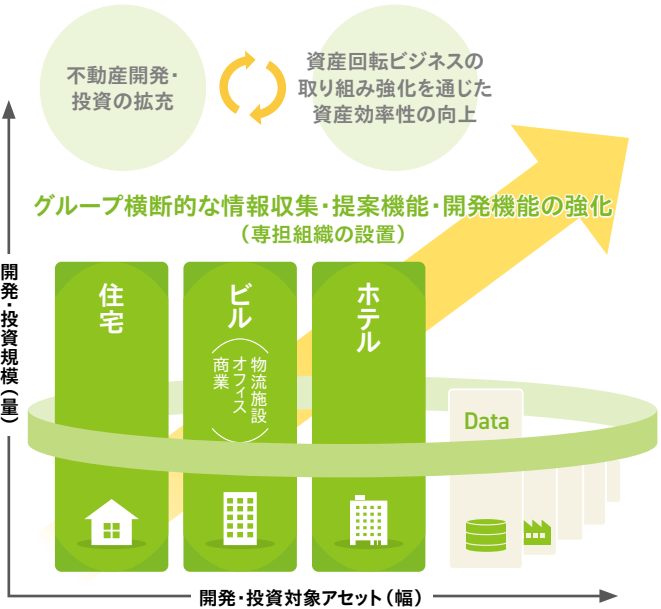 不動産開発・
投資の拡充
資産回転ビジネスの
取り組み強化を通じた
資産効率性の向上
グループ横断的な情報収集・提案機能・開発機能の強化
（専担組織の設置）
開発・投資規模（量）
住宅
ビル
（物流施設
オフィス
商業）
ホテル
Data
開発・投資対象アセット（幅）